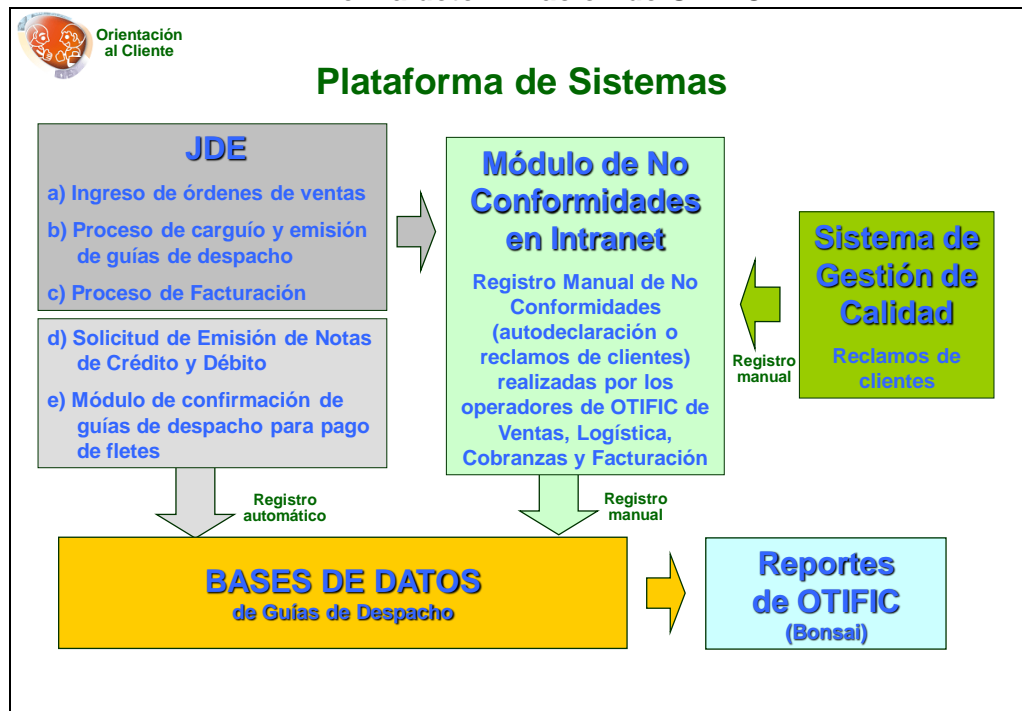 Orientación
al Cliente
Plataforma de Sistemas
JDE
a) Ingreso de órdenes de ventas
b) Proceso de carguío y emisión
de guías de despacho
c) Proceso de Facturación
d) Solicitud de Emisión de Notas
de Crédito y Débito
e) Módulo de confirmación de
guías de despacho para pago
de fletes
Módulo de No
Conformidades
en Intranet
Registro Manual de No
Conformidades
(autodeclaración o
reclamos de clientes)
realizadas por los
operadores de OTIFIC de
Ventas, Logística,
Cobranzas y Facturación
Sistema de
Gestión de
Calidad
Reclamos de
clientes
Registro
manual
Registro
automático
Registro
manual
BASES DE DATOS
de Guías de Despacho
Reportes
de OTIFIC
(Bonsai)